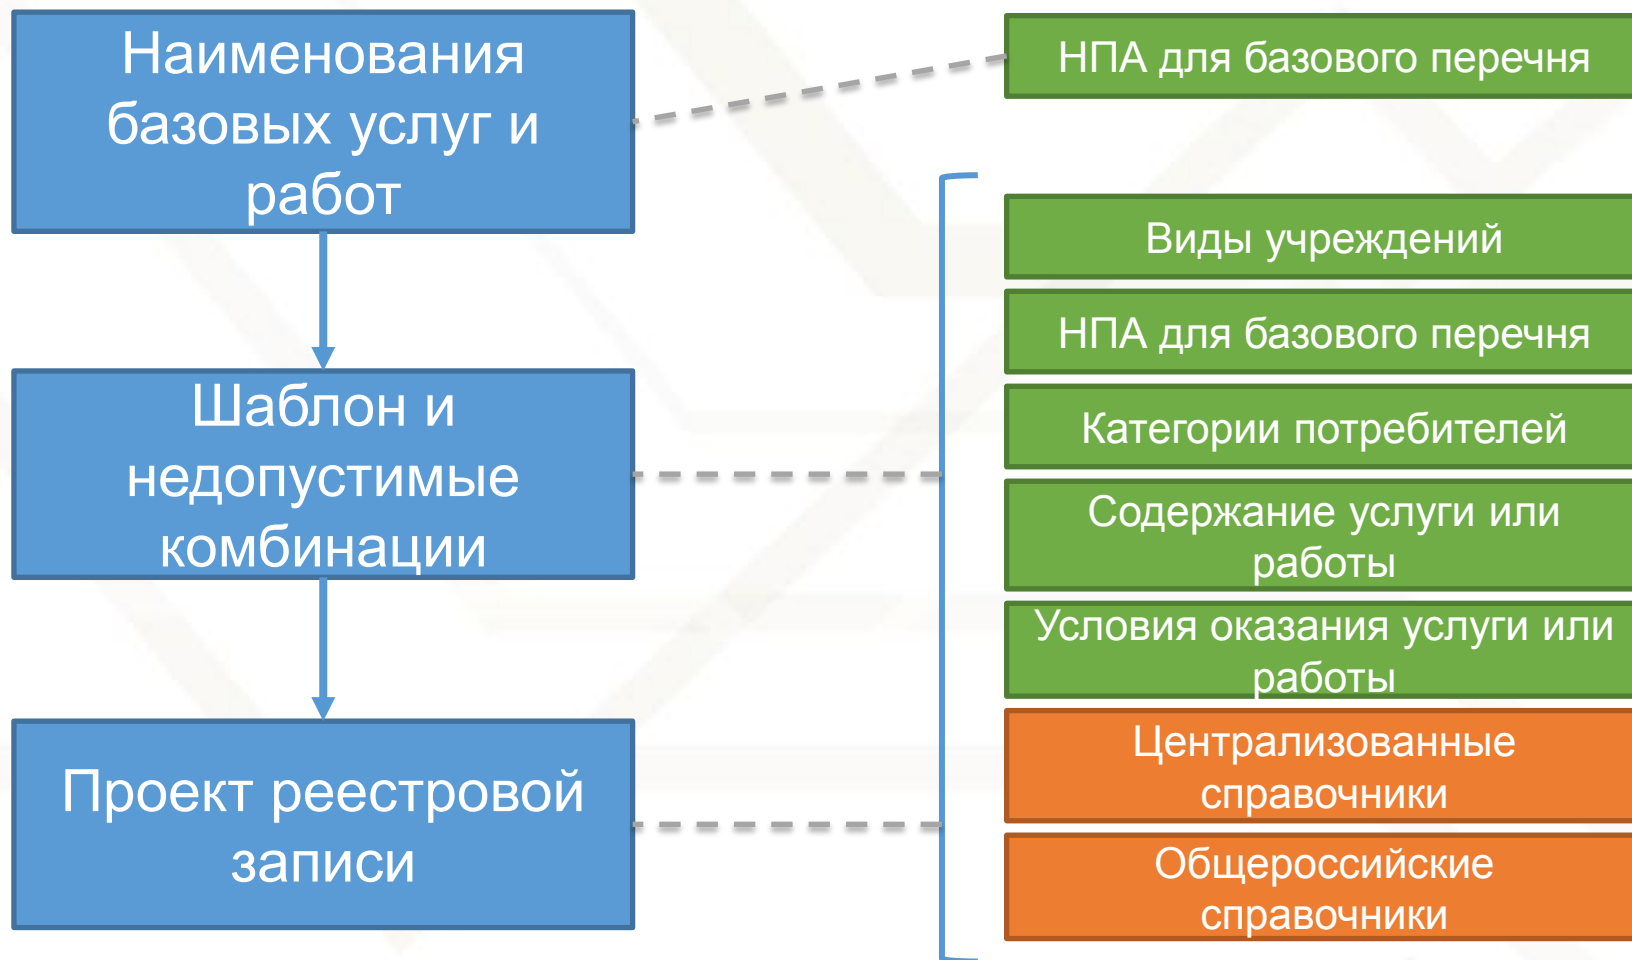 Наименования
базовых услуг и
работ
Шаблон и
недопустимые
комбинации
Проект реестровой
записи
НПА для базового перечня
Виды учреждений
НПА для базового перечня
Категории потребителей
Содержание услуги или
работы
Условия оказания услуги или
работы
Централизованные
справочники
Общероссийские
справочники